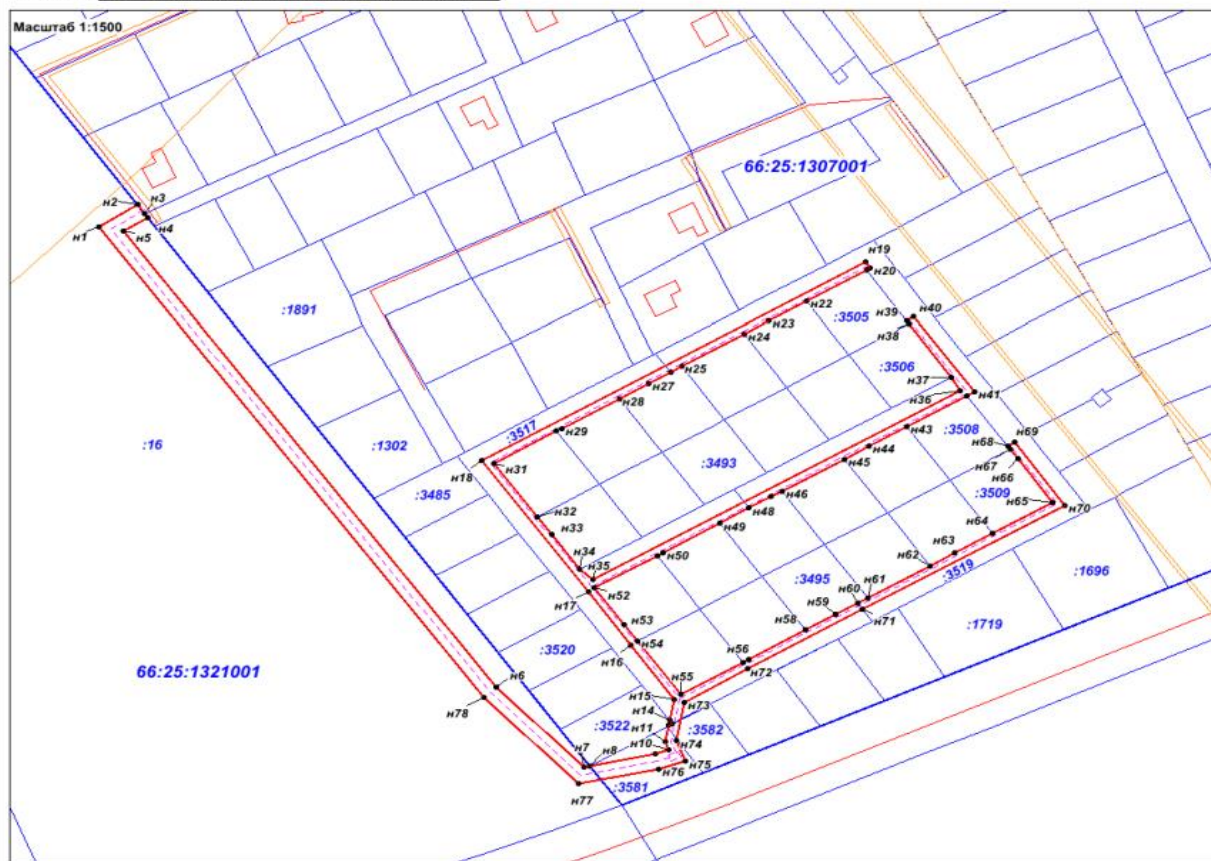 Масштаб 1:1500
66:25:1307001
н2
н3
н1
н5
н4
н19
н20
:1891
н22
:3505
н39
н40
н23
н38
н24
:3506
н25
н37
н27
н36
н41
н28
:16
:1302
:3517
н29
н43
:3508
н69
н44
н68
н18
н31
:3493
н45
н67
н66
:3485
н46
:3509
н32
н48
н65
н70
н33
н49
н64
н34
н50
н63
н35
н62
:3519
н52
:3495
:1696
н17
н61
н60
н59
н71
н53
н58
:1719
:3520
н54
н16
66:25:1321001
н56
н6
н55
н72
н15
н73
н78
н14
:3522
н11
:3582
н10
н74
н7
н8
н75
н76
:3581
н77